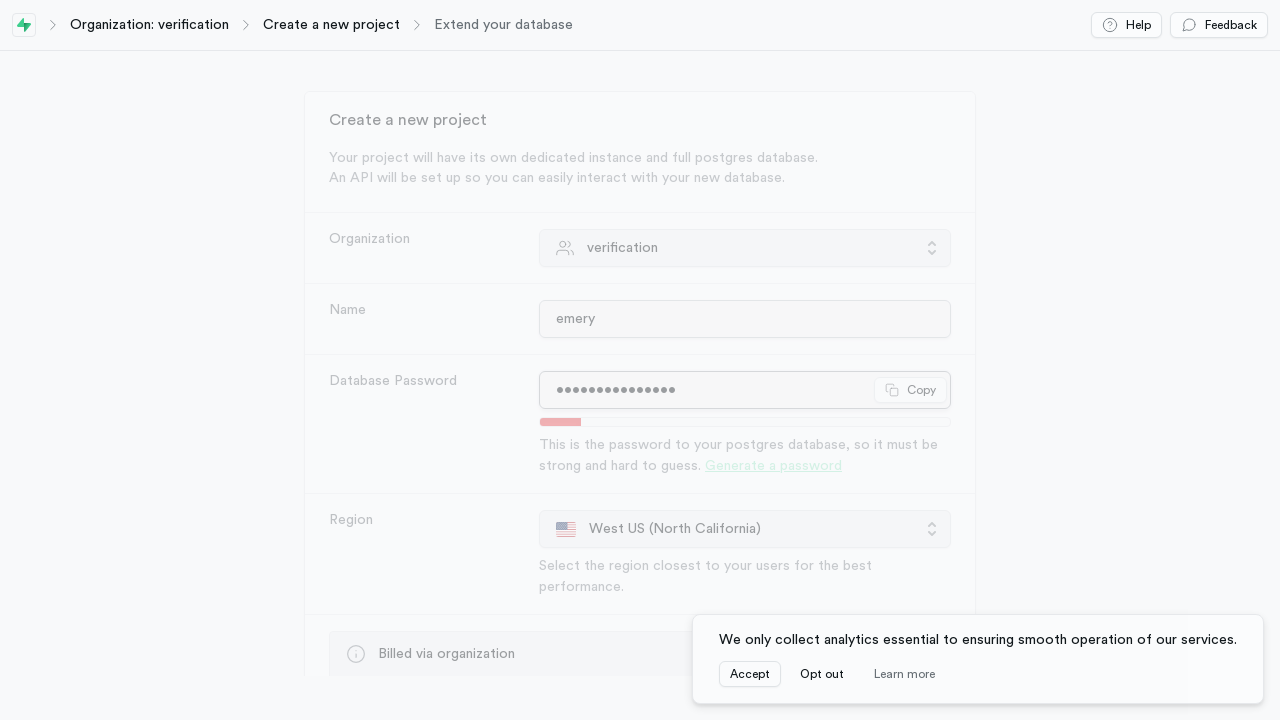 Organization: verification
Create a new project
Extend your database
Help
Feedback
Create a new project
Your project will have its own dedicated instance and full postgres database.
An API will be set up so you can easily interact with your new database.
Organization
verification
Name
emery
Database Password
•••••••••••••••
Copy
This is the password to your postgres database, so it must be
strong and hard to guess. Generate a password
Region
West US (North California)
Select the region closest to your users for the best
performance.
Billed via organization
We only collect analytics essential to ensuring smooth operation of our services.
Accept
Opt out
Learn more